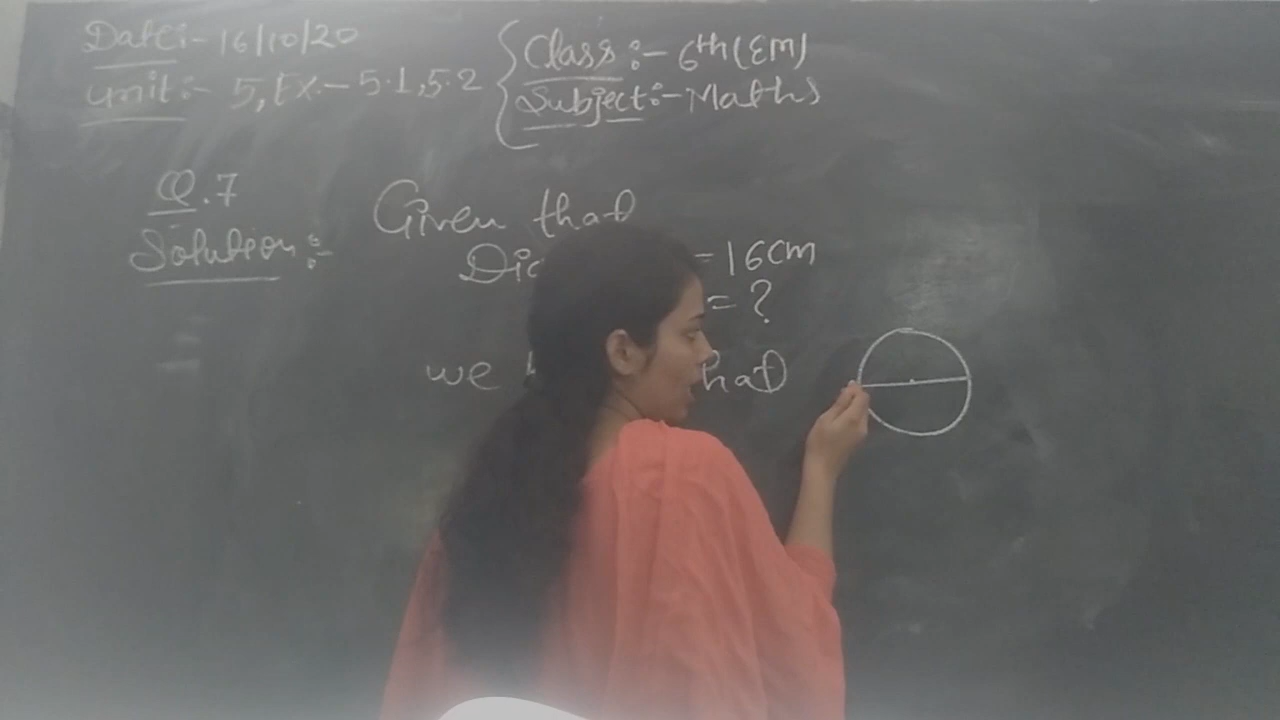 Date:- 16/10/20
Unit:- 5, Ex.- 5.1, 5.2
Class:- 6th (EM)
Subject:- Maths
Q.7
Solution:-
Given that
= 16cm
= ?
we